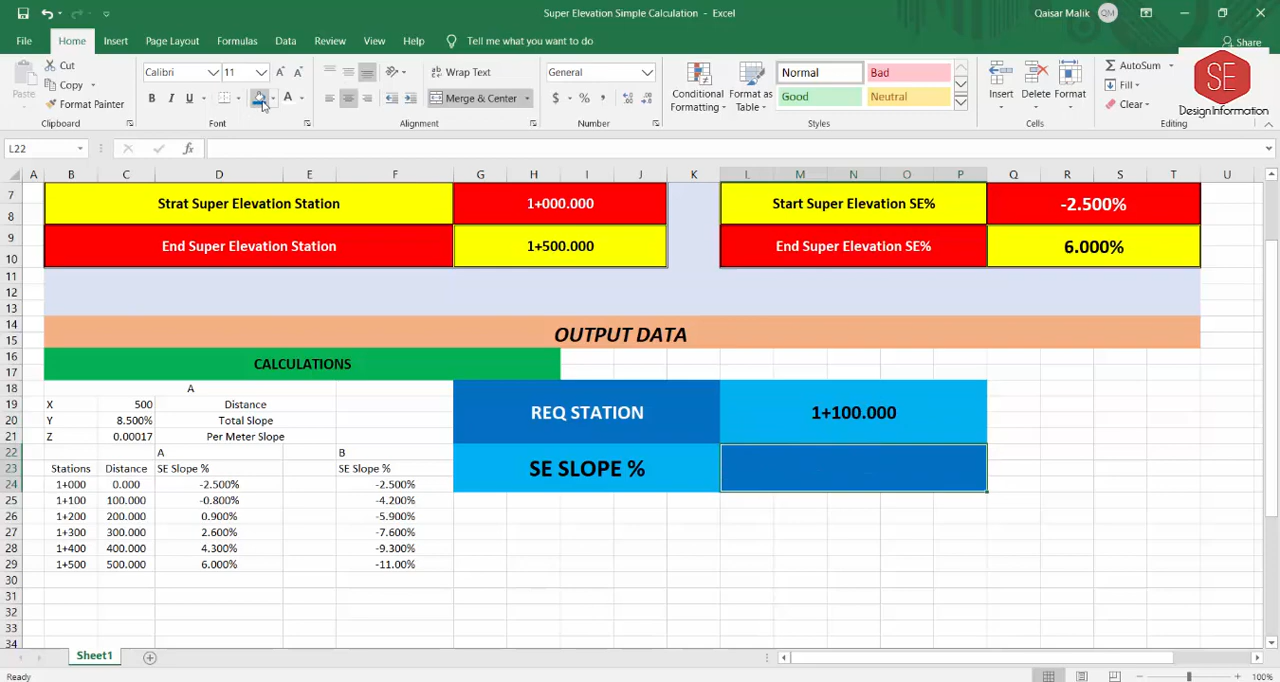 Super Elevation Simple Calculation - Excel
Qaisar Malik QM
File Home Insert Page Layout Formulas Data Review View Help Tell me what you want to do Share
Paste Cut Copy Format Painter Clipboard
Calibri 11 B I U A Font
Wrap Text Merge & Center Alignment
General $ % , Number
Conditional Formatting Format as Table Normal Bad Good Neutral Styles
Insert Delete Format Cells
AutoSum Fill Clear Editing
SE
Design Information
L22 fx
A B C D E F G H I J K L M N O P Q R S T U
7 Strat Super Elevation Station 1+000.000 Start Super Elevation SE% -2.500%
8
9 End Super Elevation Station 1+500.000 End Super Elevation SE% 6.000%
10
11
12
13
14 OUTPUT DATA
15
16 CALCULATIONS
17
18 A
19 X 500 Distance REQ STATION 1+100.000
20 Y 8.500% Total Slope
21 Z 0.00017 Per Meter Slope
22 A B
23 Stations Distance SE Slope % SE Slope % SE SLOPE %
24 1+000 0.000 -2.500% -2.500%
25 1+100 100.000 -0.800% -4.200%
26 1+200 200.000 0.900% -5.900%
27 1+300 300.000 2.600% -7.600%
28 1+400 400.000 4.300% -9.300%
29 1+500 500.000 6.000% -11.00%
30
31
32
33
34
Sheet1
Ready 100%